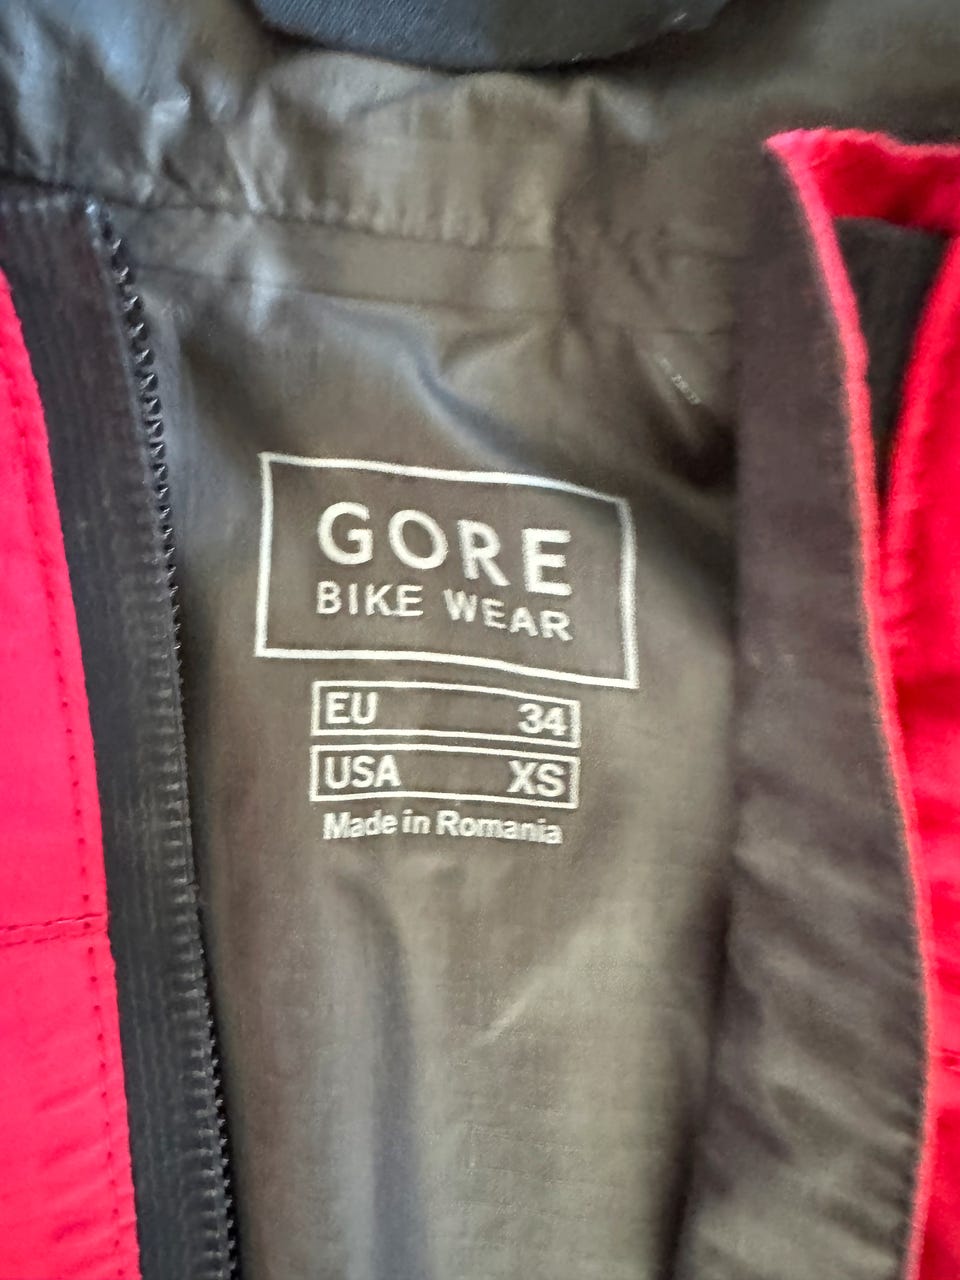 GORE
BIKE WEAR
EU 34
USA XS
Made in Romania